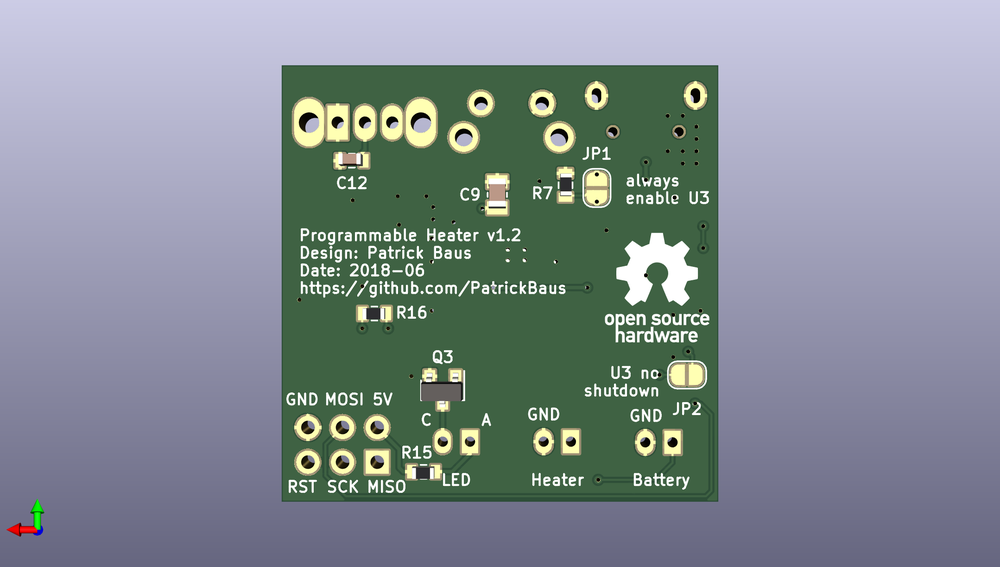 JP1
C12
C9
R7
always
enable U3
Programmable Heater v1.2
Design: Patrick Baus
Date: 2018-06
https://github.com/PatrickBaus
R16
open source
hardware
Q3
U3 no
shutdown
JP2
GND MOSI 5V
C
A
GND
GND
R15
RST SCK MISO
LED
Heater
Battery